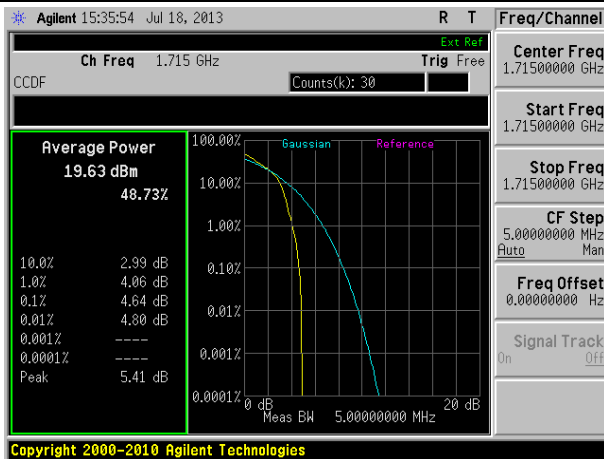 Agilent 15:35:54 Jul 18, 2013 R T Freq/Channel
Ext Ref
Ch Freq 1.715 GHz Trig Free
CCDF Counts(k): 30
Average Power
19.63 dBm
48.73%
10.0% 2.99 dB
1.0% 4.06 dB
0.1% 4.64 dB
0.01% 4.80 dB
0.001% ----
0.0001% ----
Peak 5.41 dB
Gaussian Reference
100.00%
10.00%
1.00%
0.10%
0.01%
0.001%
0.0001%
0 dB 20 dB
Meas BW 5.00000000 MHz
Center Freq
1.71500000 GHz
Start Freq
1.71500000 GHz
Stop Freq
1.71500000 GHz
CF Step
5.00000000 MHz
Auto Man
Freq Offset
0.00000000 Hz
Signal Track
On Off
Copyright 2000-2010 Agilent Technologies